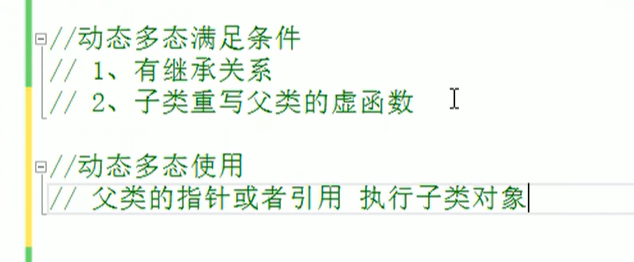 //动态多态满足条件
// 1、有继承关系
// 2、子类重写父类的虚函数
//动态多态使用
// 父类的指针或者引用 执行子类对象